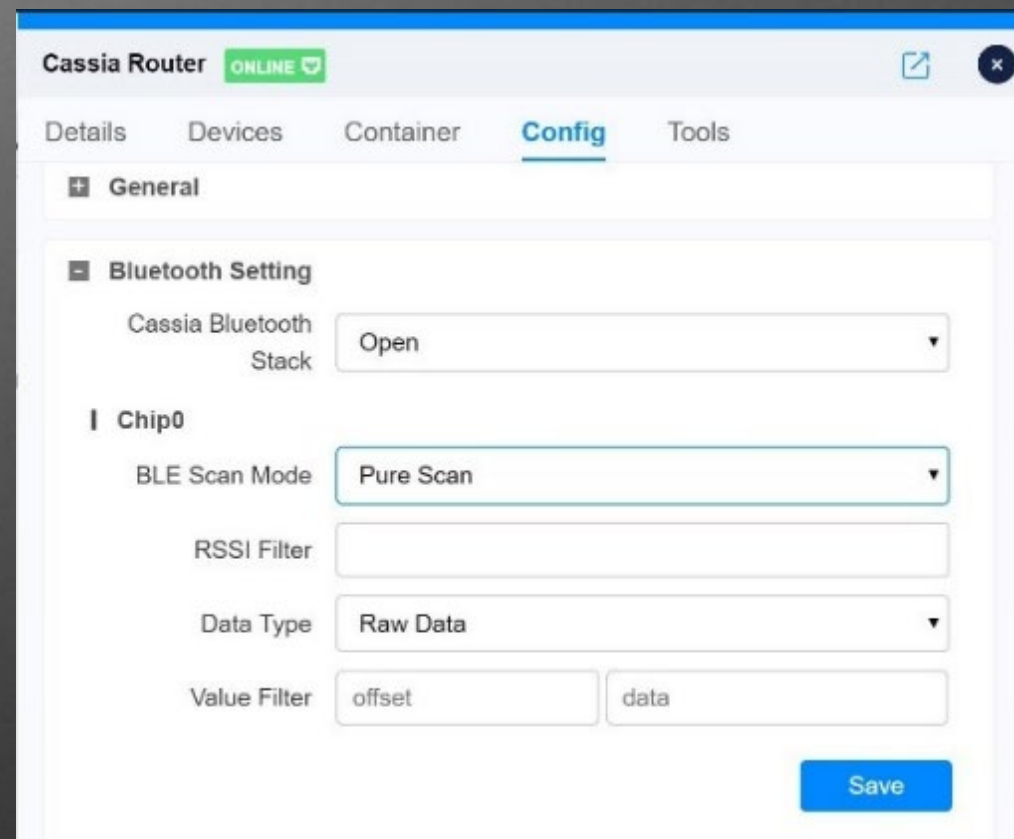 Cassia Router ONLINE
Details Devices Container Config Tools
General
Bluetooth Setting
Cassia Bluetooth
Stack
Open
Chip0
BLE Scan Mode Pure Scan
RSSI Filter
Data Type Raw Data
Value Filter offset data
Save